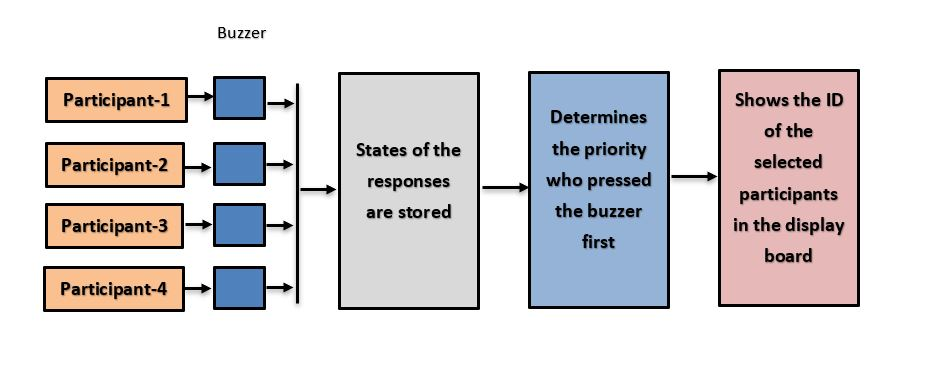 Buzzer
Participant-1
Participant-2
Participant-3
Participant-4
States of the
responses
are stored
Determines
the priority
who pressed
the buzzer
first
Shows the ID
of the
selected
participants
in the display
board